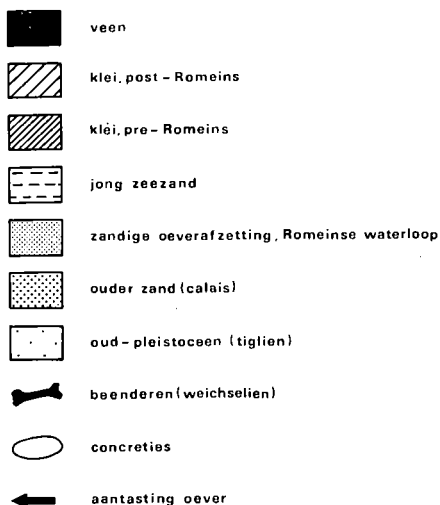 veen
klei, post-Romeins
klei, pre-Romeins
jong zeezand
zandige oeverafzetting, Romeinse waterloop
ouder zand (calais)
oud-pleistoceen (tiglien)
beenderen (weichselien)
concreties
aantasting oever